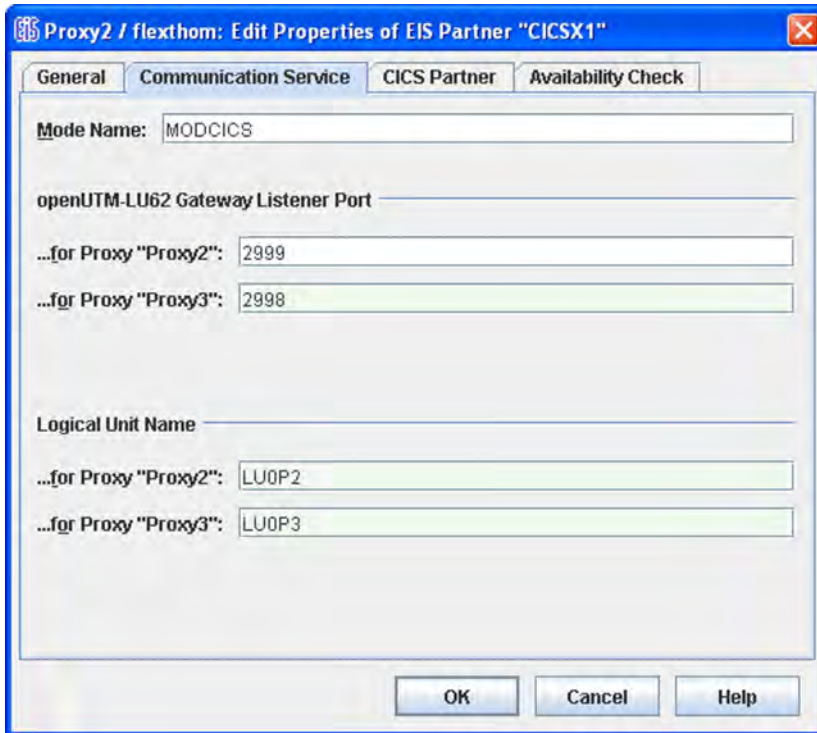 EIS Proxy2 / flexthom: Edit Properties of EIS Partner "CICSX1"
General Communication Service CICS Partner Availability Check
Mode Name: MODCICS
openUTM-LU62 Gateway Listener Port
...for Proxy "Proxy2": 2999
...for Proxy "Proxy3": 2998
Logical Unit Name
...for Proxy "Proxy2": LU0P2
...for Proxy "Proxy3": LU0P3
OK Cancel Help